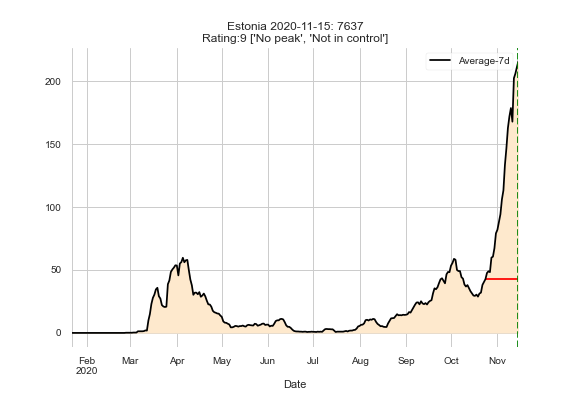 Estonia 2020-11-15: 7637
Rating:9 ['No peak', 'Not in control']
Average-7d
200
150
100
50
0
Feb Mar Apr May Jun Jul Aug Sep Oct Nov
2020
Date